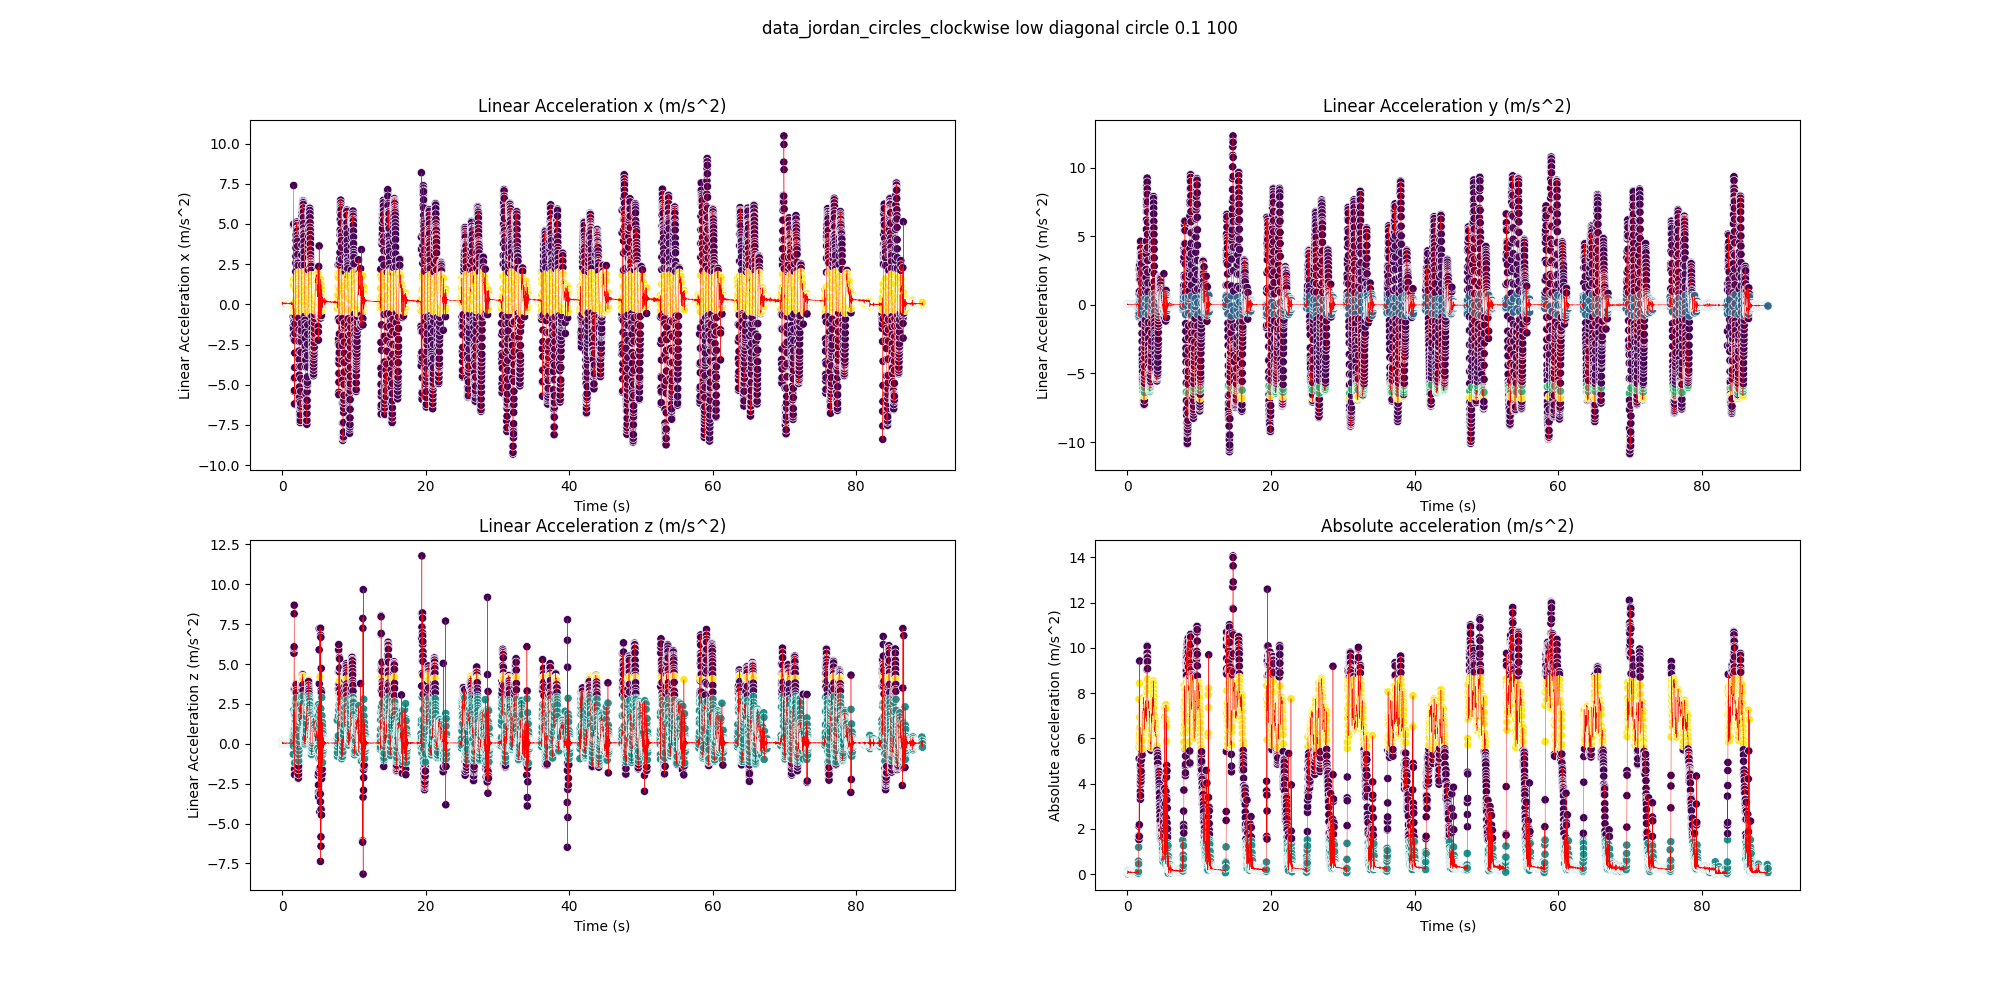 data_jordan_circles_clockwise low diagonal circle 0.1 100
Linear Acceleration x (m/s^2)
Linear Acceleration x (m/s^2)
10.0
7.5
5.0
2.5
0.0
−2.5
−5.0
−7.5
−10.0
0 20 40 60 80
Time (s)
Linear Acceleration y (m/s^2)
Linear Acceleration y (m/s^2)
10
5
0
−5
−10
0 20 40 60 80
Time (s)
Linear Acceleration z (m/s^2)
Linear Acceleration z (m/s^2)
12.5
10.0
7.5
5.0
2.5
0.0
−2.5
−5.0
−7.5
0 20 40 60 80
Time (s)
Absolute acceleration (m/s^2)
Absolute acceleration (m/s^2)
14
12
10
8
6
4
2
0
0 20 40 60 80
Time (s)